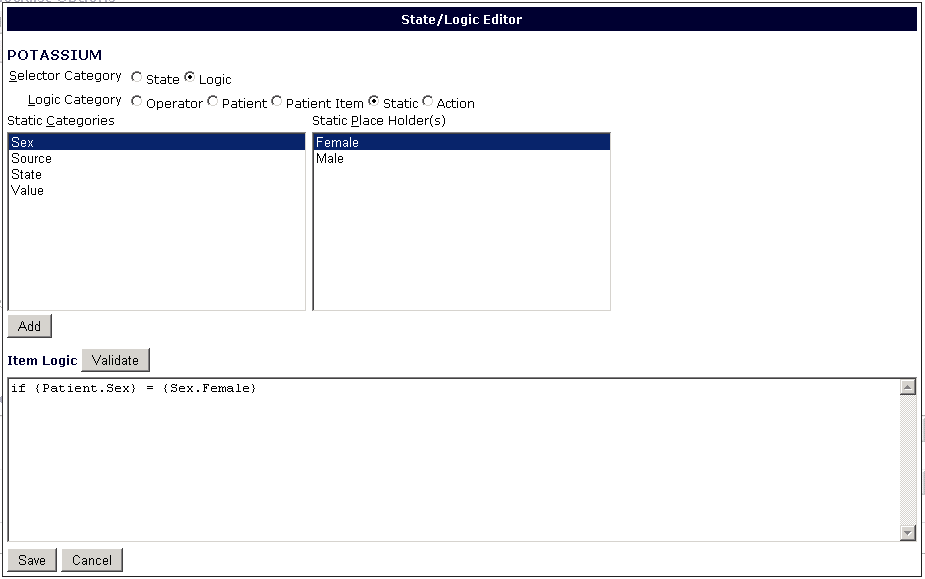 State/Logic Editor
POTASSIUM
Selector Category State Logic
Logic Category Operator Patient Patient Item Static Action
Static Categories Static Place Holder(s)
Sex Female
Source Male
State
Value
Add
Item Logic Validate
if {Patient.Sex} = {Sex.Female}
Save Cancel